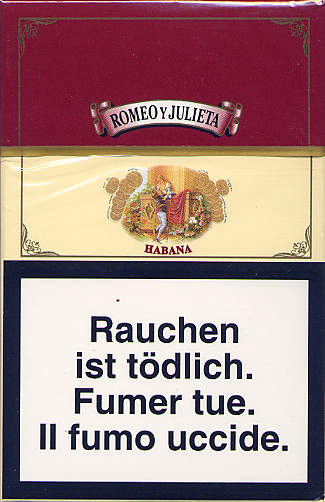 ROMEO Y JULIETA
HABANA
Rauchen
ist tödlich.
Fumer tue.
Il fumo uccide.